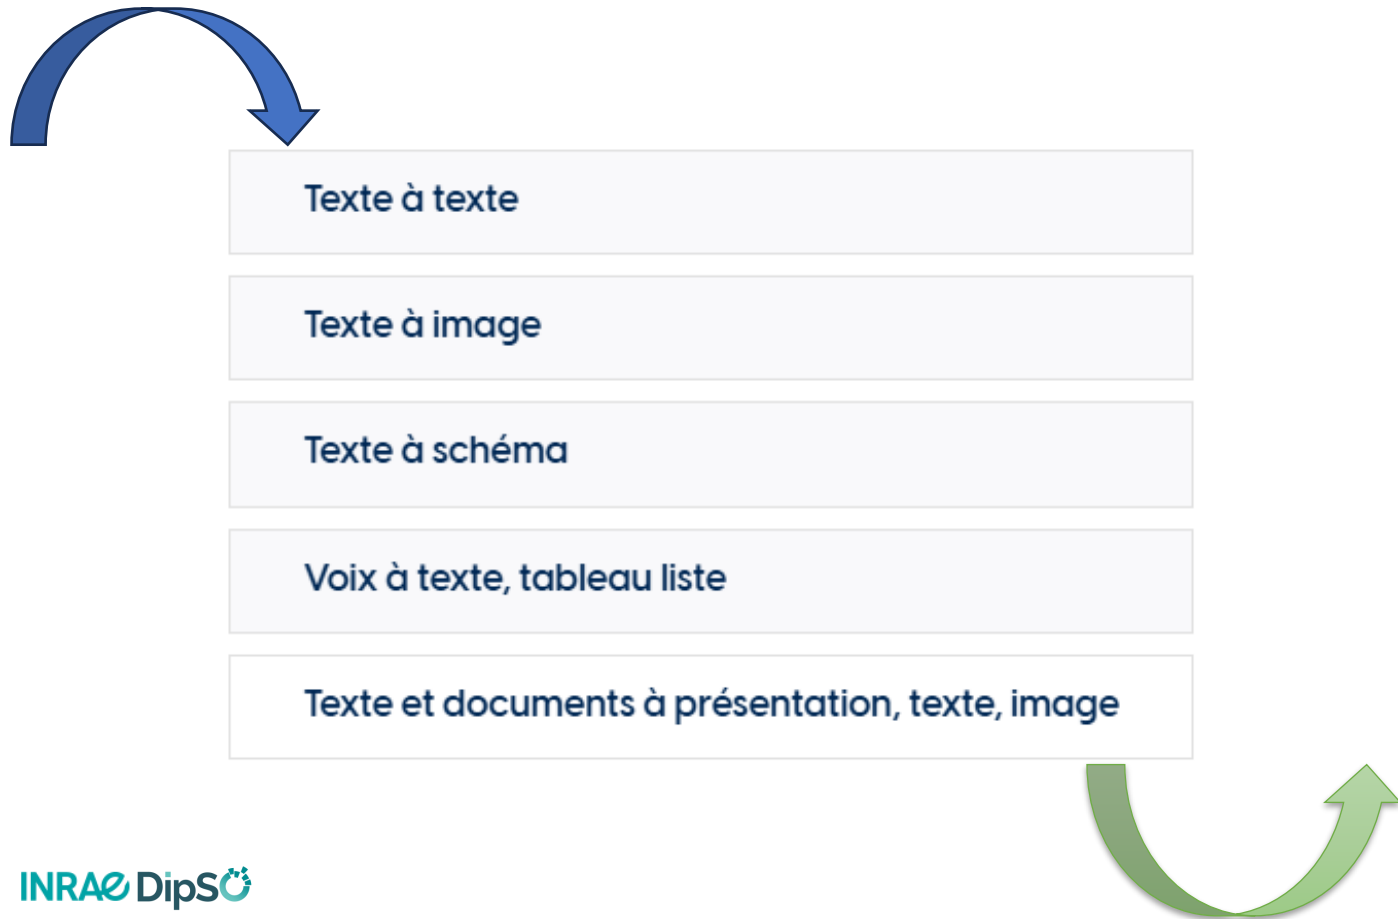 Texte à texte
Texte à image
Texte à schéma
Voix à texte, tableau liste
Texte et documents à présentation, texte, image
INRAE DipSO